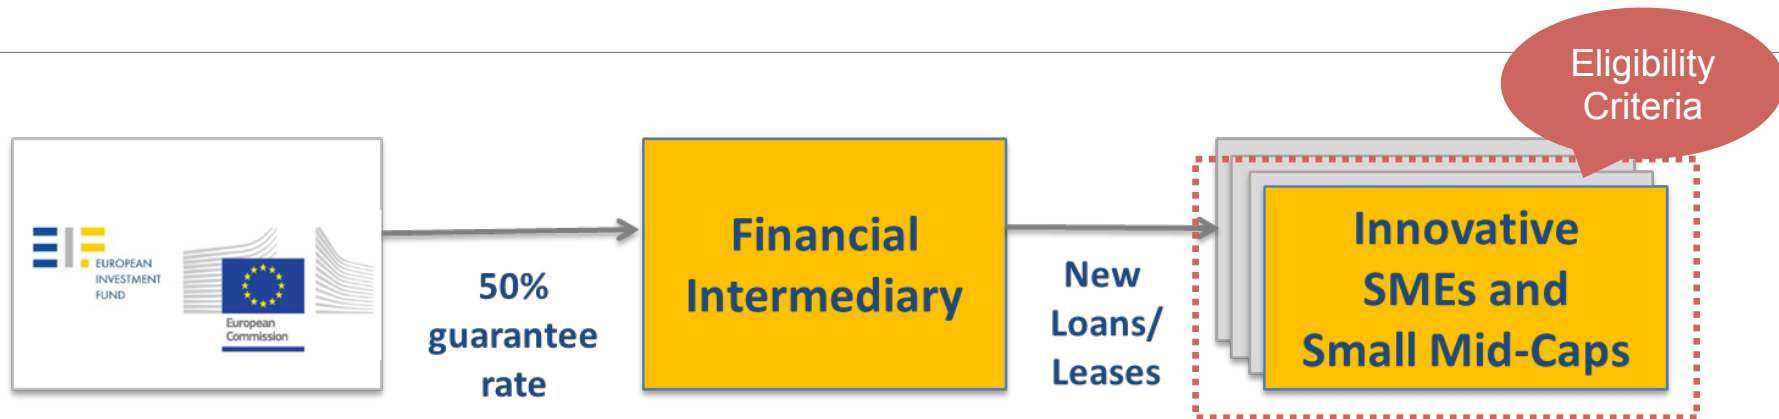 Eligibility
Criteria
EUROPEAN
INVESTMENT
FUND
European
Commission
50%
guarantee
rate
Financial
Intermediary
New
Loans/
Leases
Innovative
SMEs and
Small Mid-Caps